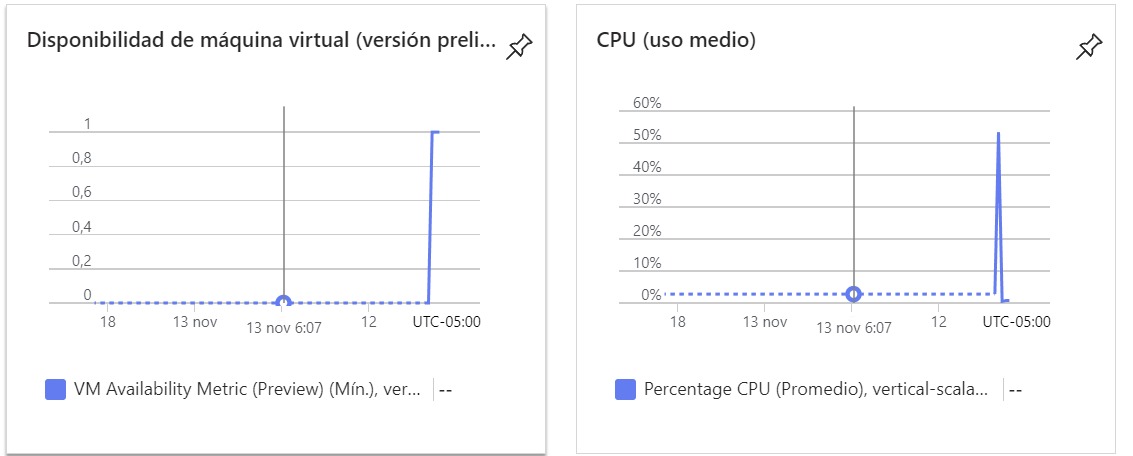 Disponibilidad de máquina virtual (versión preli...
1
0,8
0,6
0,4
0,2
0
18
13 nov
13 nov 6:07
12
UTC-05:00
VM Availability Metric (Preview) (Mín.), ver...
--
CPU (uso medio)
60%
50%
40%
30%
20%
10%
0%
18
13 nov
13 nov 6:07
12
UTC-05:00
Percentage CPU (Promedio), vertical-scala...
--